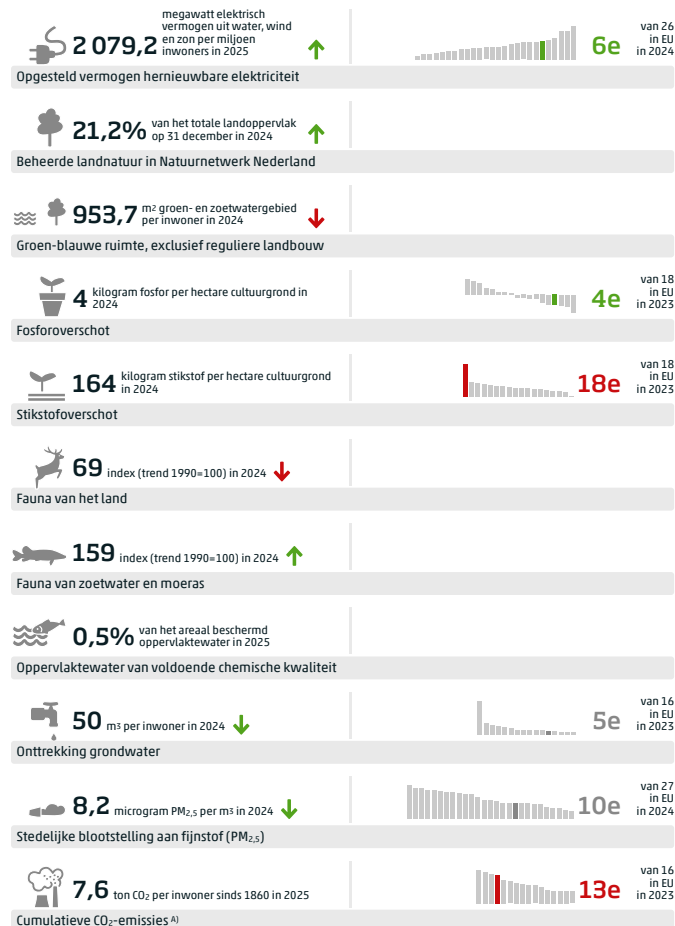 2 079,2
megawatt elektrisch
vermogen uit water, wind
en zon per miljoen
inwoners in 2025
6e
van 26
in EU
in 2024
Opgesteld vermogen hernieuwbare elektriciteit
21,2%
van het totale landoppervlak
op 31 december in 2024
Beheerde landnatuur in Natuurnetwerk Nederland
953,7
m² groen- en zoetwatergebied
per inwoner in 2024
Groen-blauwe ruimte, exclusief reguliere landbouw
4
kilogram fosfor per hectare cultuurgrond in
2024
4e
van 18
in EU
in 2023
Fosforoverschot
164
kilogram stikstof per hectare cultuurgrond
in 2024
18e
van 18
in EU
in 2023
Stikstofoverschot
69 index (trend 1990=100) in 2024
Fauna van het land
159 index (trend 1990=100) in 2024
Fauna van zoetwater en moeras
0,5%
van het areaal beschermd
oppervlaktewater in 2025
Oppervlaktewater van voldoende chemische kwaliteit
50 m³ per inwoner in 2024
5e
van 16
in EU
in 2023
Onttrekking grondwater
8,2 microgram PM₂,₅ per m³ in 2024
10e
van 27
in EU
in 2024
Stedelijke blootstelling aan fijnstof (PM₂,₅)
7,6 ton CO₂ per inwoner sinds 1860 in 2025
13e
van 16
in EU
in 2023
Cumulatieve CO₂-emissies A)